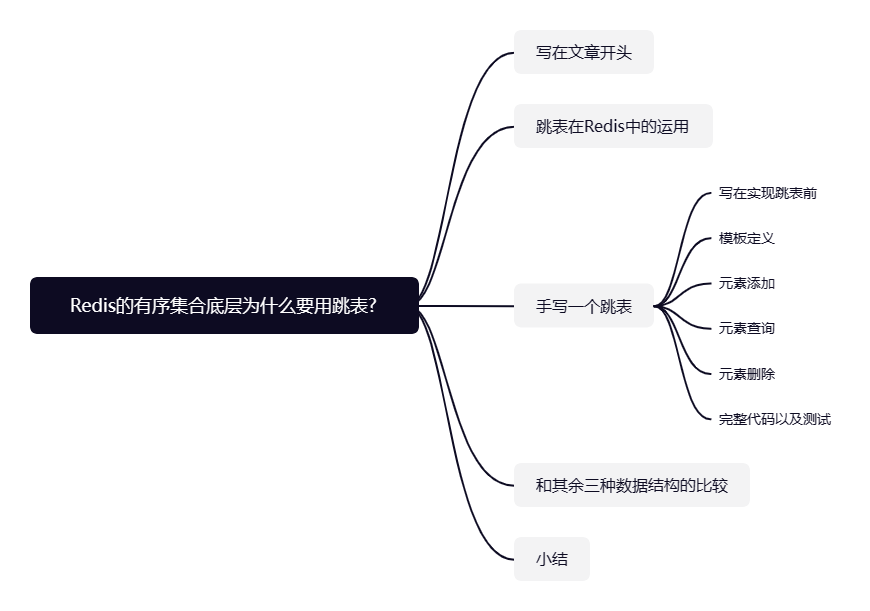 Redis的有序集合底层为什么要用跳表?
写在文章开头
跳表在Redis中的运用
手写一个跳表
写在实现跳表前
模板定义
元素添加
元素查询
元素删除
完整代码以及测试
和其余三种数据结构的比较
小结